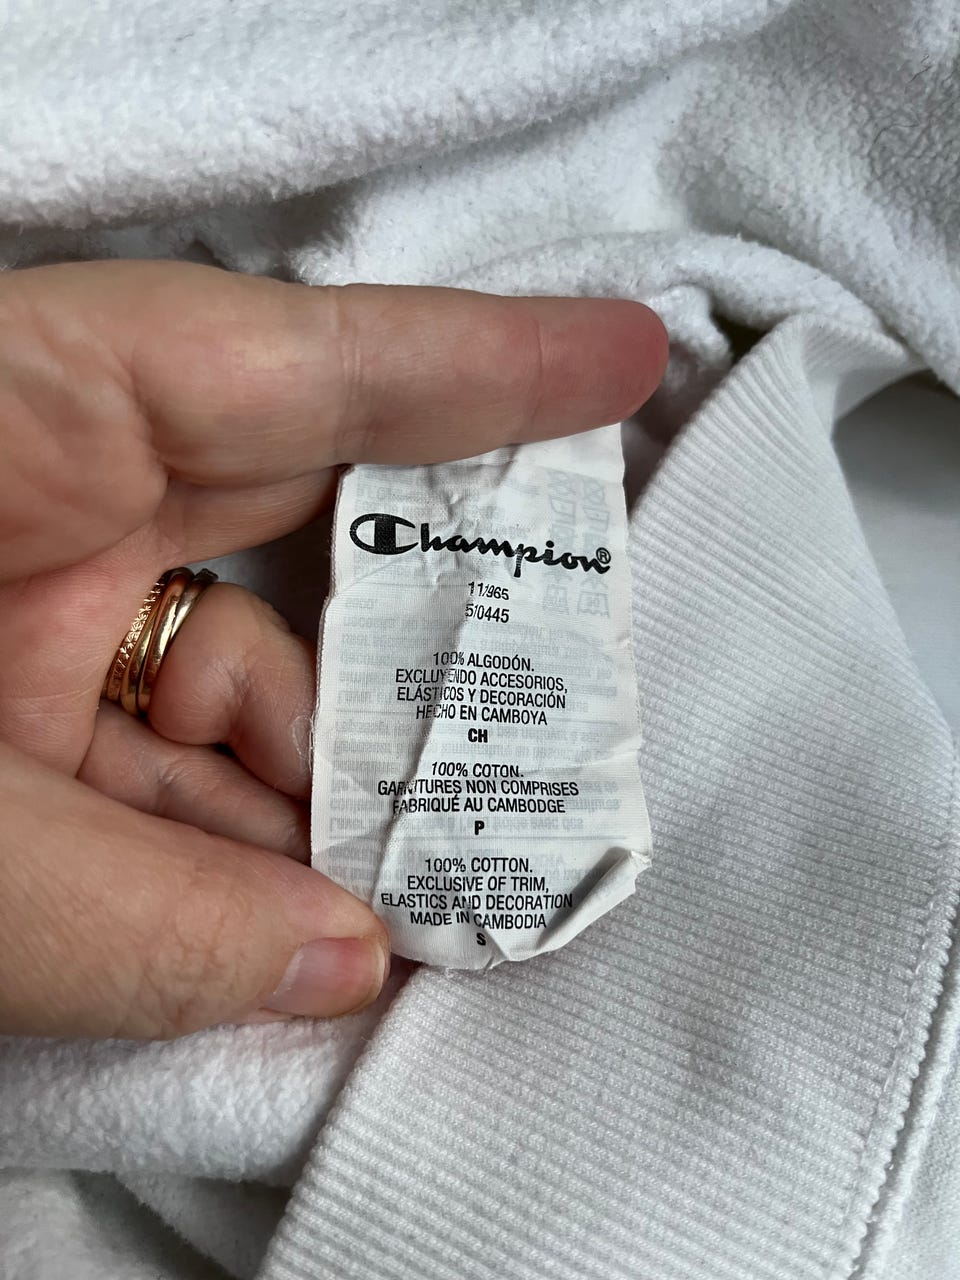 Champion®
11/965
5/0445
100% ALGODÓN.
EXCLUYENDO ACCESORIOS,
ELÁSTICOS Y DECORACIÓN
HECHO EN CAMBOYA
CH
100% COTON.
GARNITURES NON COMPRISES
FABRIQUÉ AU CAMBODGE
P
100% COTTON.
EXCLUSIVE OF TRIM,
ELASTICS AND DECORATION
MADE IN CAMBODIA
S